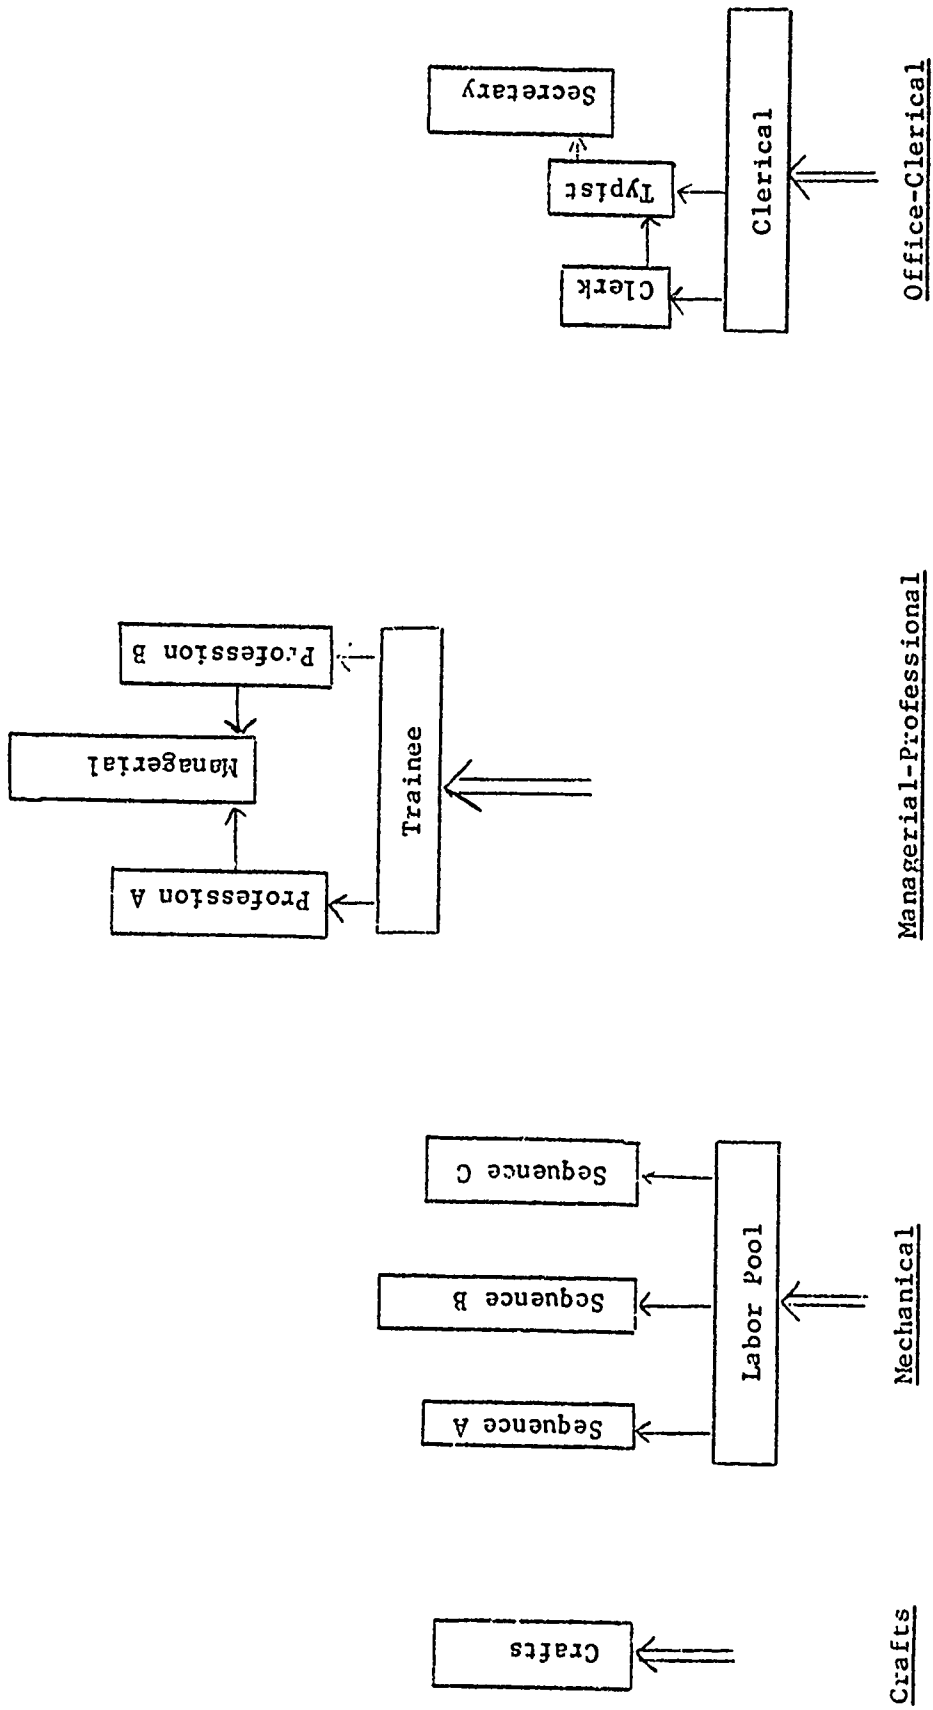 Crafts
Crafts
Sequence A
Sequence B
Sequence C
Labor Pool
Mechanical
Profession A
Managerial
Profession B
Trainee
Managerial-Professional
Secretary
Typist
Clerk
Clerical
Office-Clerical